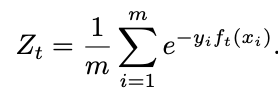 $Z_t = \frac{1}{m} \sum_{i=1}^{m} e^{-y_i f_t(x_i)}.$